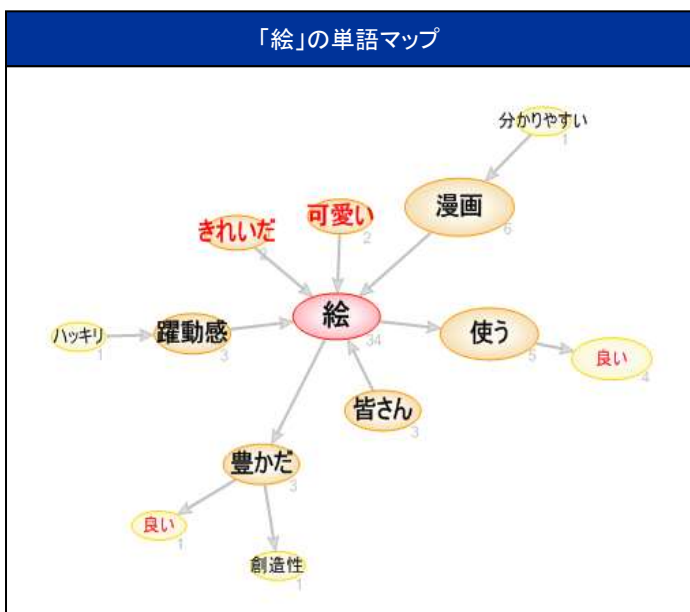 「絵」の単語マップ
分かりやすい
1
漫画
6
可愛い
2
きれいだ
2
絵
34
ハッキリ
1
躍動感
3
使う
5
良い
4
皆さん
3
豊かだ
3
良い
1
創造性
1